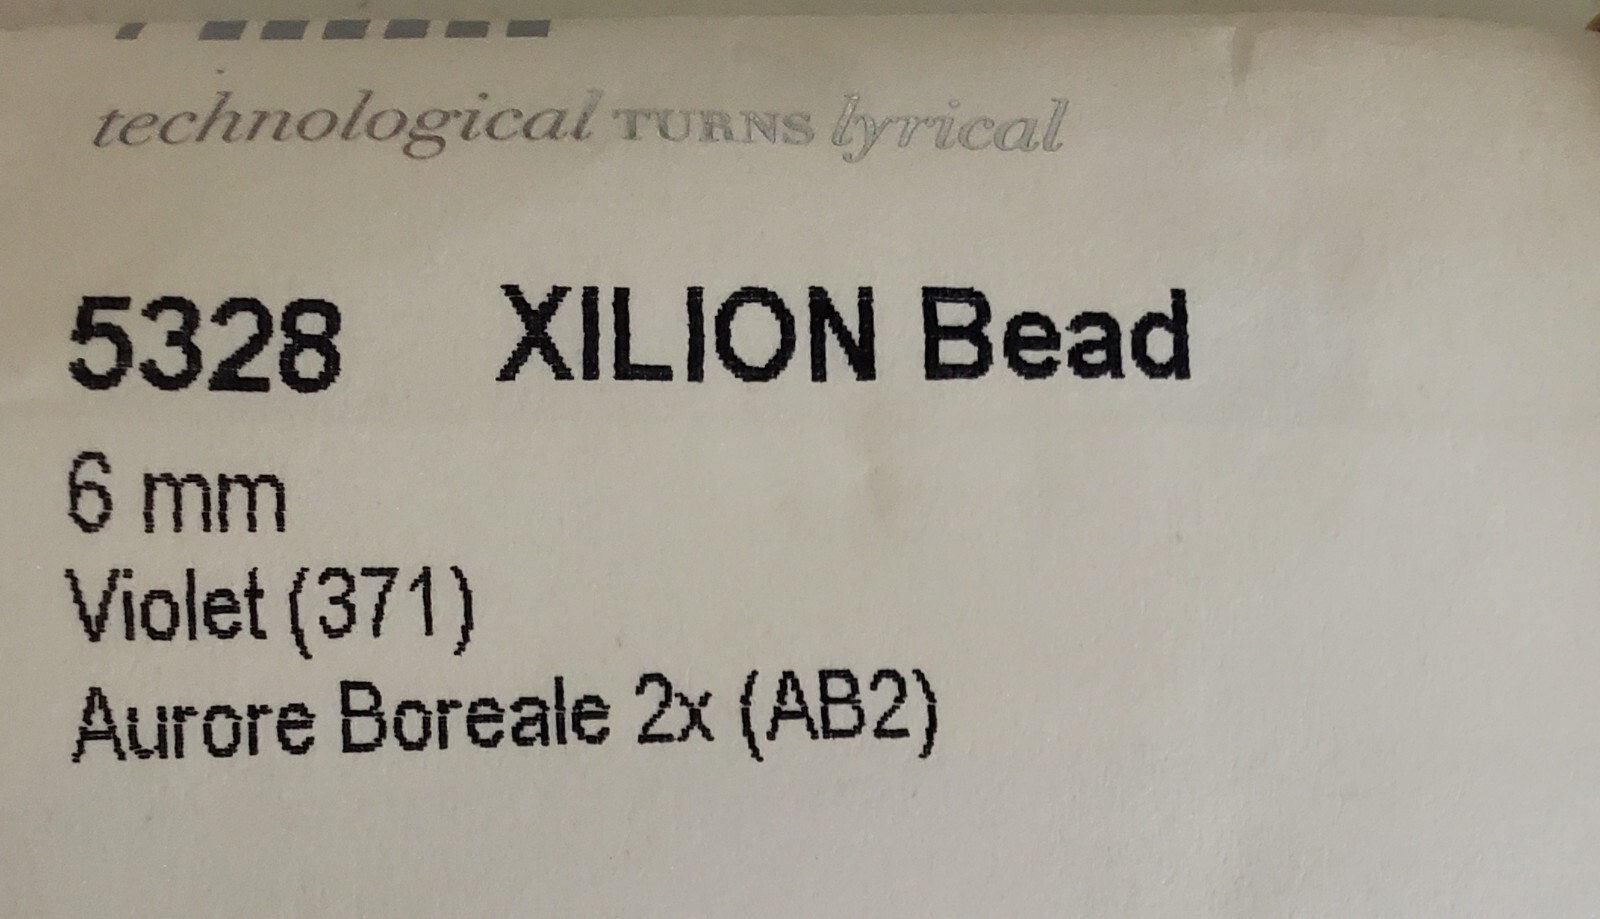 technological TURNS lyrical
5328 XILION Bead
6 mm
Violet (371)
Aurore Boreale 2x (AB2)